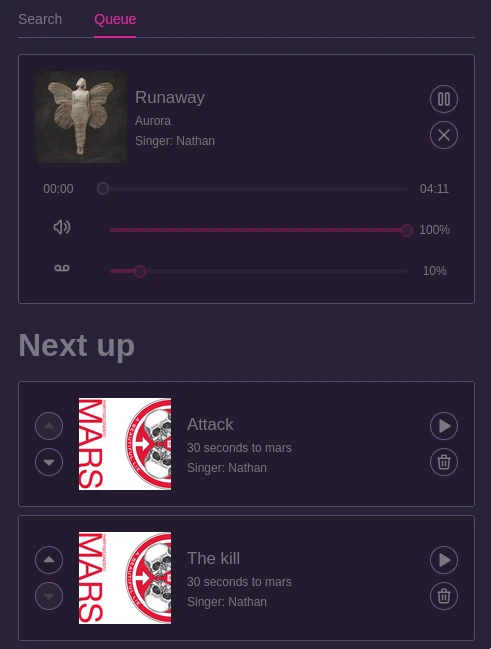 Search
Queue
Runaway
Aurora
Singer: Nathan
00:00
04:11
100%
10%
Next up
MARS
Attack
30 seconds to mars
Singer: Nathan
MARS
The kill
30 seconds to mars
Singer: Nathan